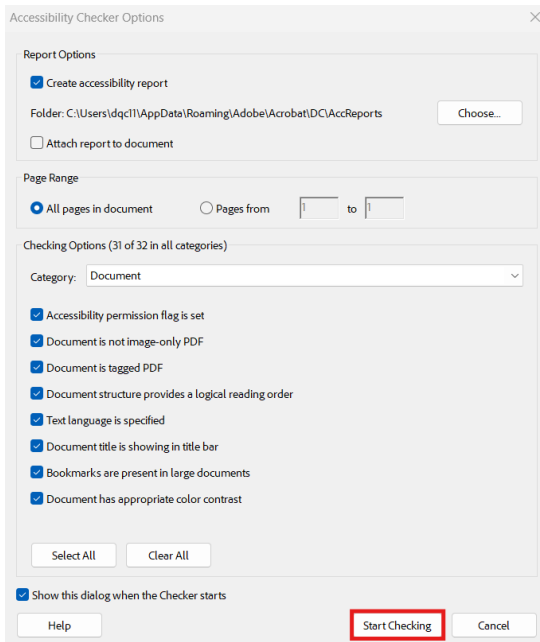 Accessibility Checker Options
Report Options
Create accessibility report
Folder: C:\Users\dqc11\AppData\Roaming\Adobe\Acrobat\DC\AccReports Choose...
Attach report to document
Page Range
All pages in document Pages from 1 to 1
Checking Options (31 of 32 in all categories)
Category: Document
Accessibility permission flag is set
Document is not image-only PDF
Document is tagged PDF
Document structure provides a logical reading order
Text language is specified
Document title is showing in title bar
Bookmarks are present in large documents
Document has appropriate color contrast
Select All Clear All
Show this dialog when the Checker starts
Help Start Checking Cancel